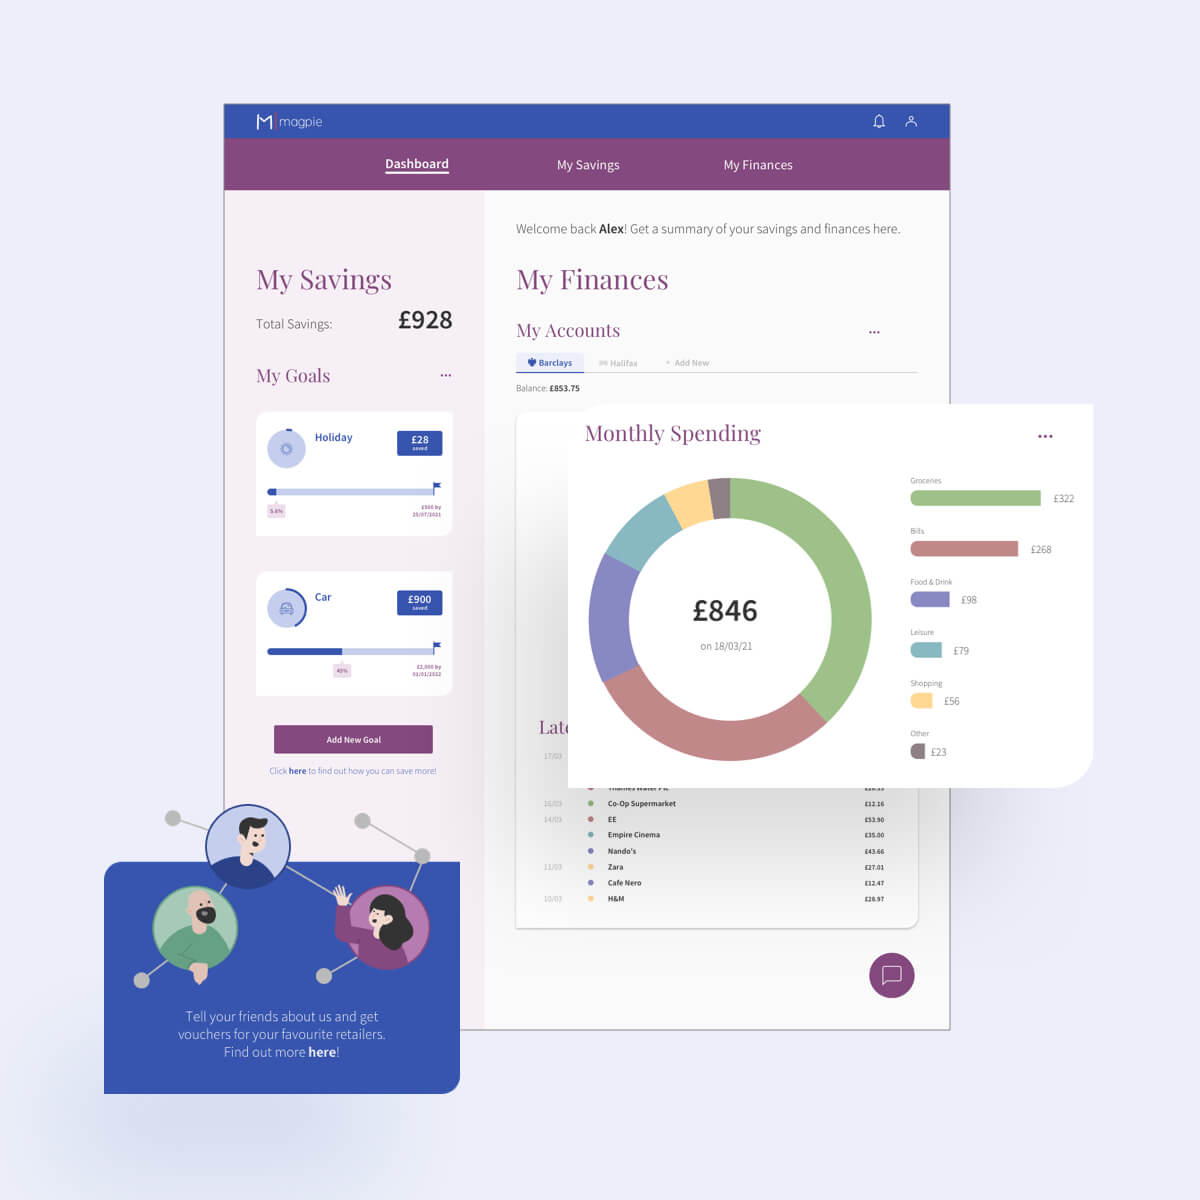 magpie
Dashboard My Savings My Finances
Welcome back Alex! Get a summary of your savings and finances here.
My Savings
Total Savings: £928
My Goals ...
Holiday £28
saved
5.6% £500 by
25/07/2021
Car £900
saved
45% £2,000 by
01/01/2022
Add New Goal
Click here to find out how you can save more!
My Finances
My Accounts ...
Barclays Halifax + Add New
Balance: £853.75
Monthly Spending ...
£846
on 18/03/21
Groceries
£322
Bills
£268
Food & Drink
£98
Leisure
£79
Shopping
£56
Other
£23
Late
17/03
Thames Water Plc
16/03 Co-Op Supermarket £12.16
14/03 EE £53.90
Empire Cinema £35.00
Nando's £43.66
11/03 Zara £27.01
Cafe Nero £12.47
10/03 H&M £28.97
Tell your friends about us and get
vouchers for your favourite retailers.
Find out more here!